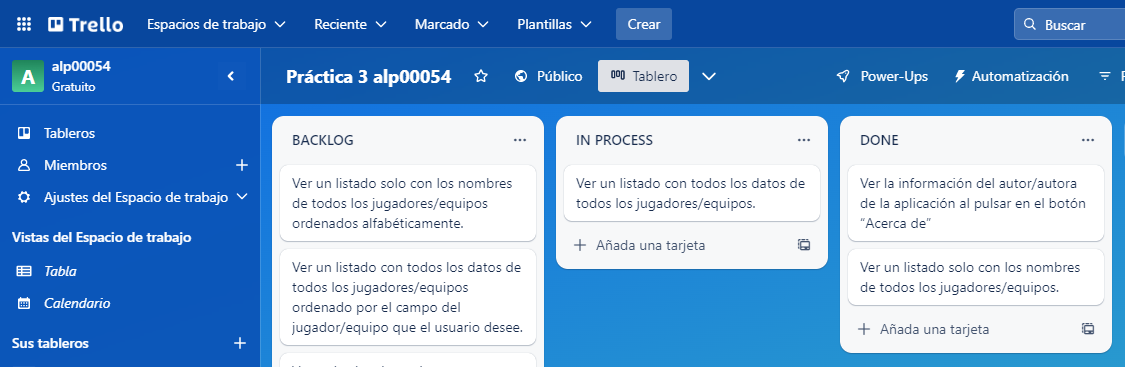 Trello
Espacios de trabajo
Reciente
Marcado
Plantillas
Crear
Buscar
A
alp00054
Gratuito
Práctica 3 alp00054
Público
Tablero
Power-Ups
Automatización
Tableros
Miembros
Ajustes del Espacio de trabajo
Vistas del Espacio de trabajo
Tabla
Calendario
Sus tableros
BACKLOG
Ver un listado solo con los nombres
de todos los jugadores/equipos
ordenados alfabéticamente.
Ver un listado con todos los datos de
todos los jugadores/equipos
ordenado por el campo del
jugador/equipo que el usuario desee.
IN PROCESS
Ver un listado con todos los datos de
todos los jugadores/equipos.
Añada una tarjeta
DONE
Ver la información del autor/autora
de la aplicación al pulsar en el botón
“Acerca de”
Ver un listado solo con los nombres
de todos los jugadores/equipos.
Añada una tarjeta